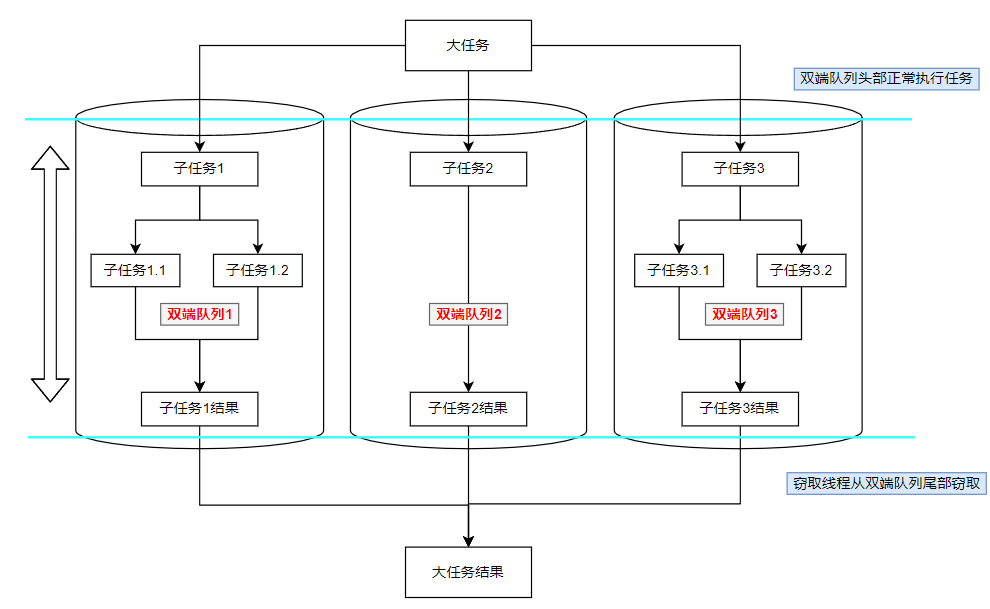 大任务
双端队列头部正常执行任务
子任务1
子任务2
子任务3
子任务1.1
子任务1.2
子任务3.1
子任务3.2
双端队列1
双端队列2
双端队列3
子任务1结果
子任务2结果
子任务3结果
窃取线程从双端队列尾部窃取
大任务结果